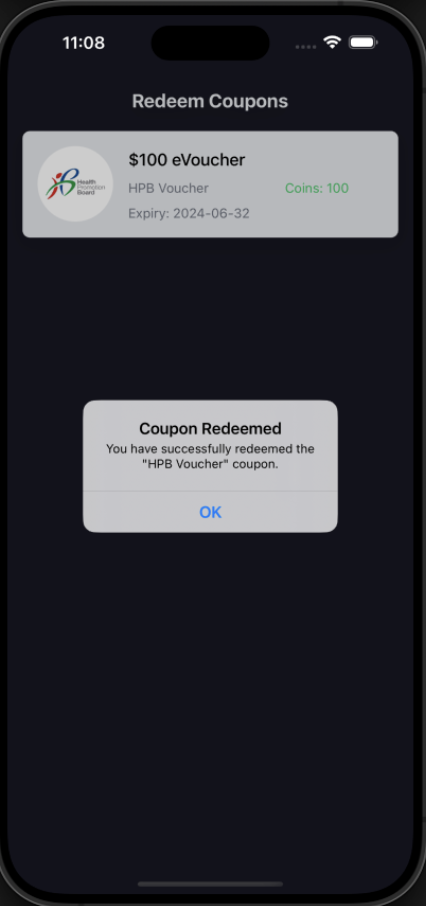 11:08
Redeem Coupons
$100 eVoucher
Health
Promotion
Board
HPB Voucher
Coins: 100
Expiry: 2024-06-32
Coupon Redeemed
You have successfully redeemed the
"HPB Voucher" coupon.
OK